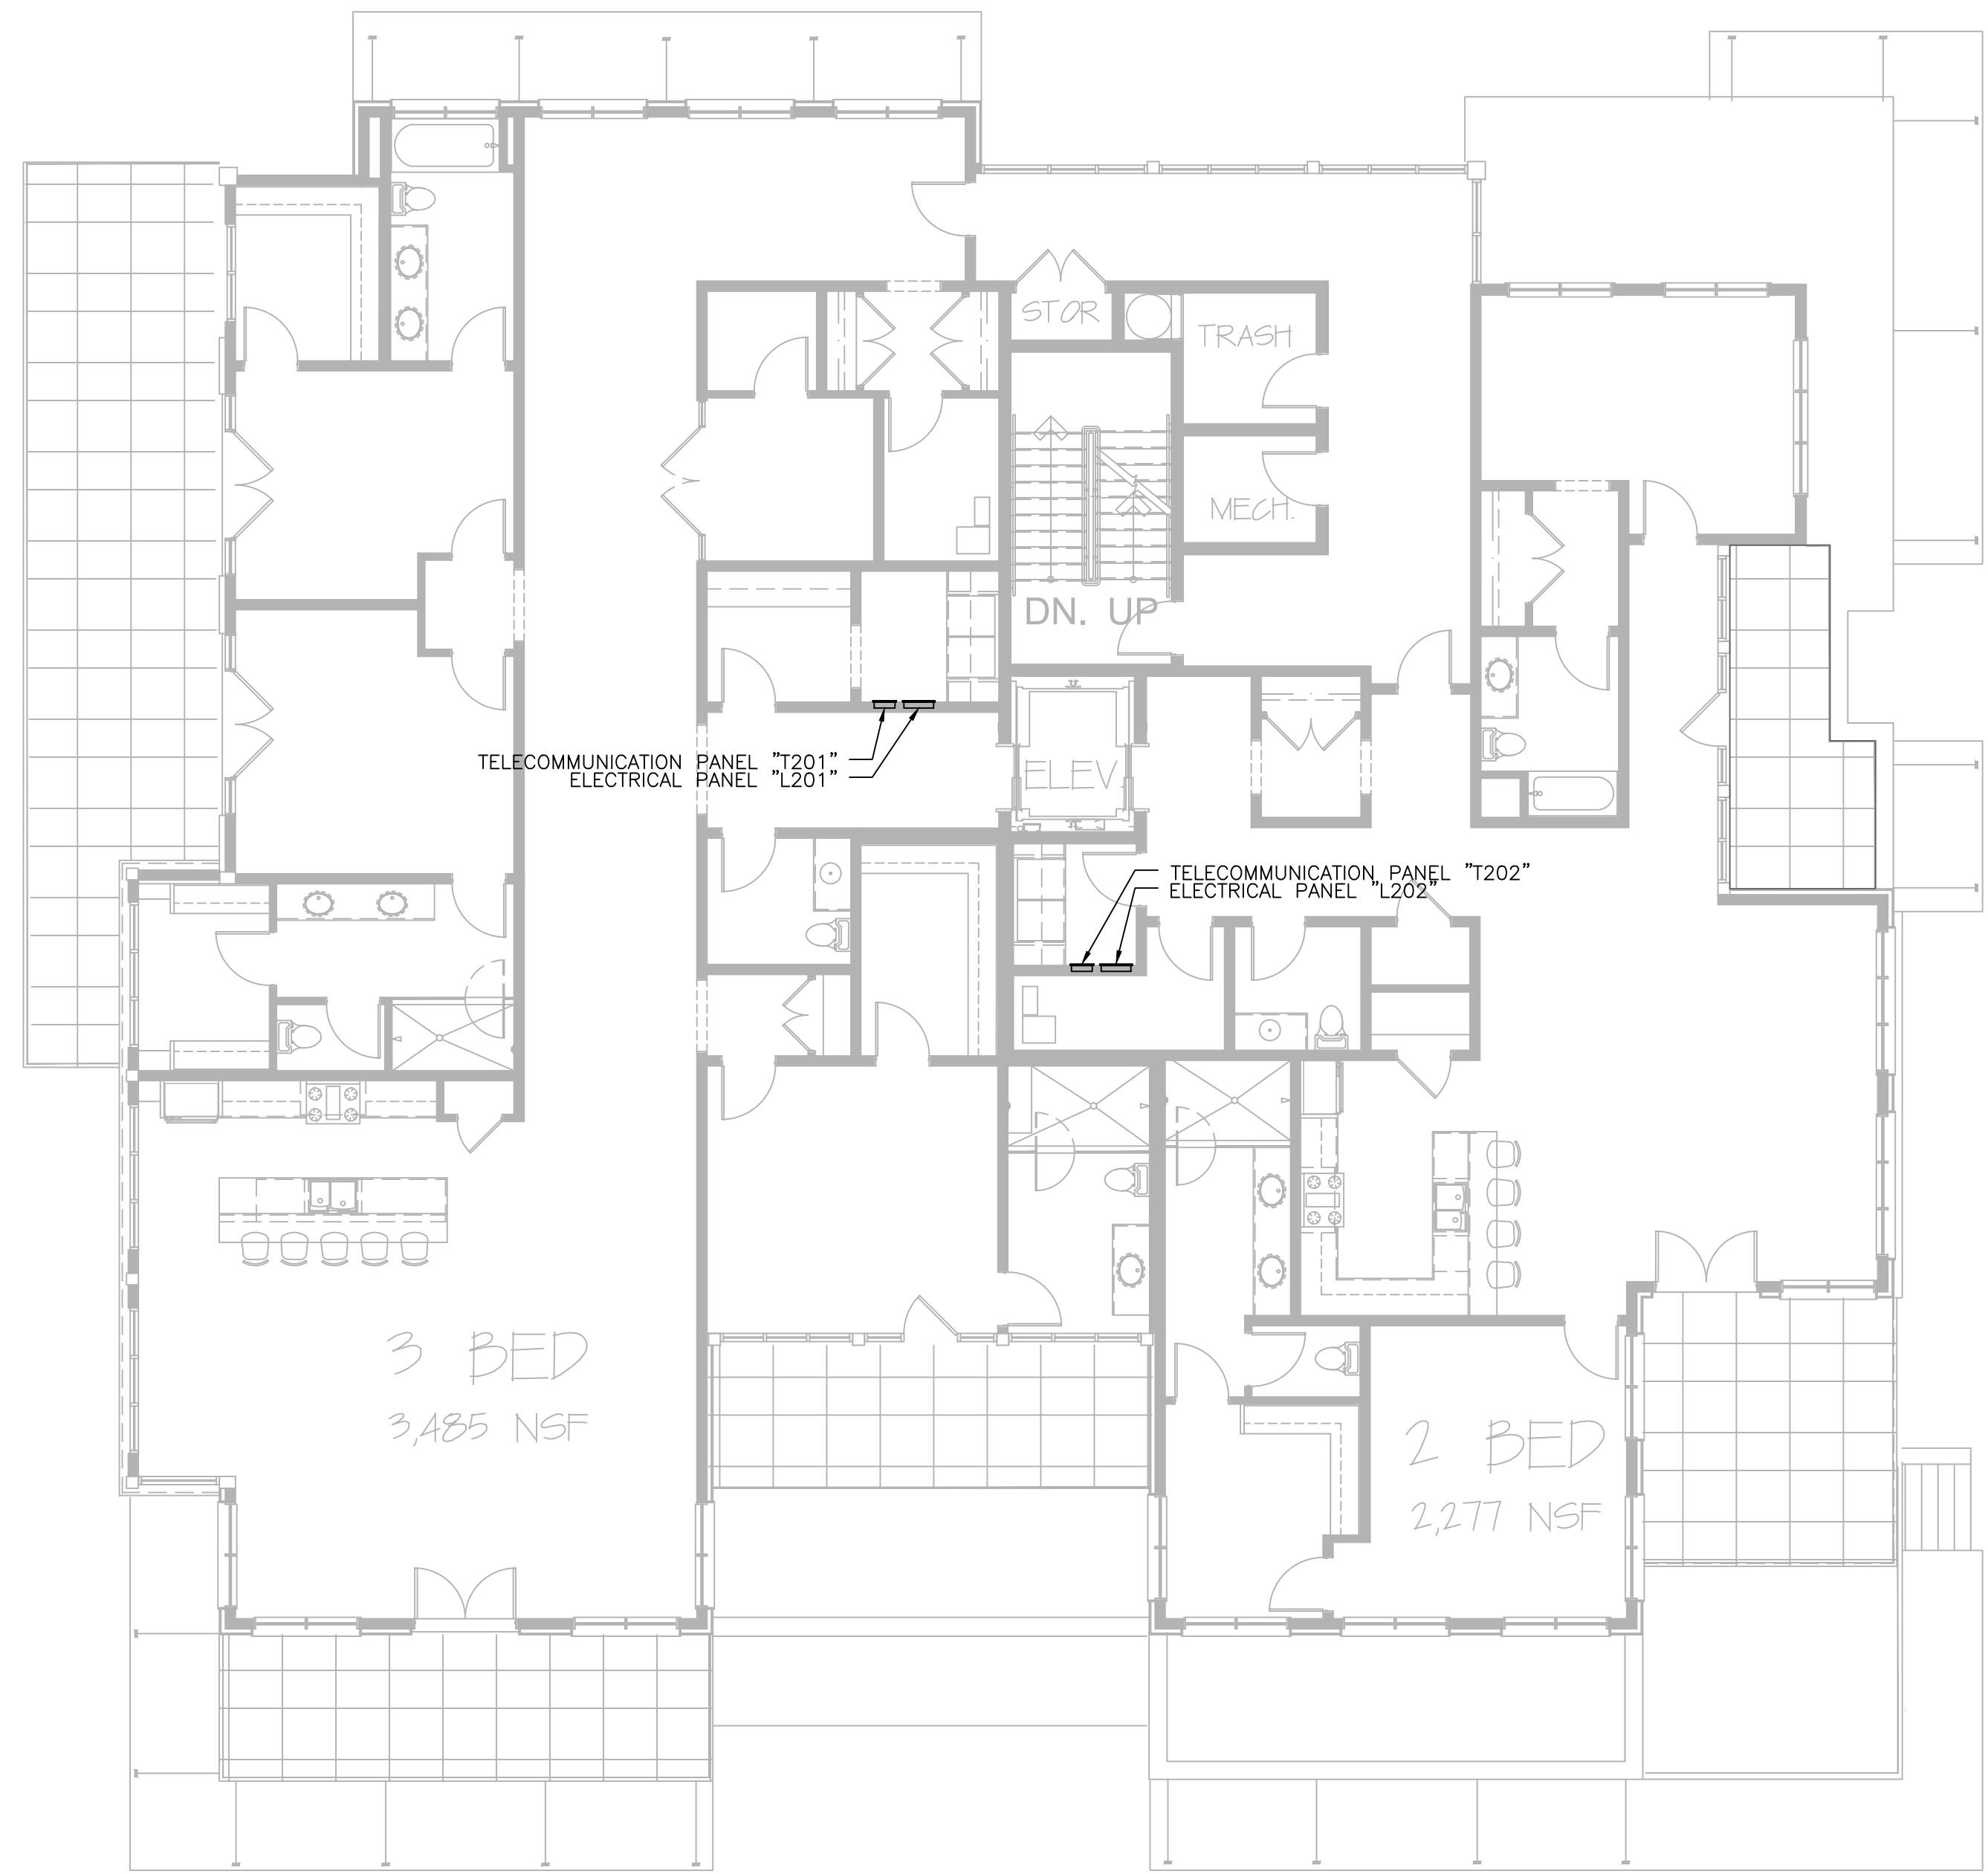 STOR
TRASH
MECH.
DN. UP
TELECOMMUNICATION PANEL "T201"
ELECTRICAL PANEL "L201"
ELEV.
TELECOMMUNICATION PANEL "T202"
ELECTRICAL PANEL "L202"
3 BED
3,485 NSF
2 BED
2,277 NSF